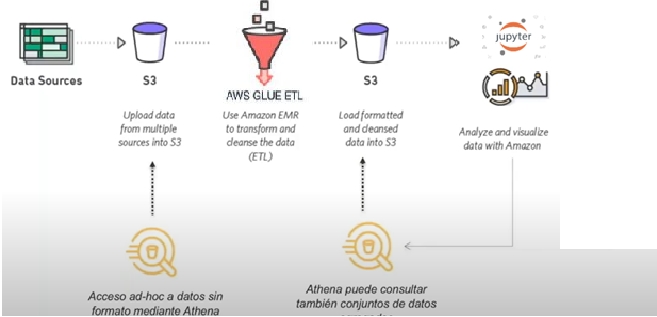 jupyter
Data Sources
S3
AWS GLUE ETL
S3
Upload data
from multiple
sources into S3
Use Amazon EMR
to transform and
cleanse the data
(ETL)
Load formatted
and cleansed
data into S3
Analyze and visualize
data with Amazon
Acceso ad-hoc a datos sin
formato mediante Athena
Athena puede consultar
también conjuntos de datos